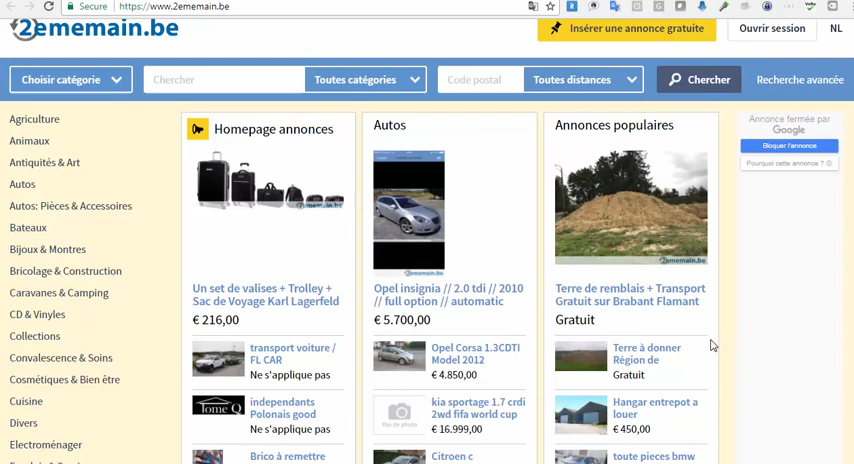 Secure
https://www.2ememain.be
2ememain.be
Insérer une annonce gratuite
Ouvrir session
NL
Choisir catégorie
Chercher
Toutes catégories
Code postal
Toutes distances
Chercher
Recherche avancée
Agriculture
Animaux
Antiquités & Art
Autos
Autos: Pièces & Accessoires
Bateaux
Bijoux & Montres
Bricolage & Construction
Caravanes & Camping
CD & Vinyles
Collections
Convalescence & Soins
Cosmétiques & Bien être
Cuisine
Divers
Electroménager
Homepage annonces
2ememain.be
Un set de valises + Trolley +
Sac de Voyage Karl Lagerfeld
€ 216,00
transport voiture /
FL CAR
Ne s'applique pas
Tome Q
independants
Polonais good
Ne s'applique pas
Brico à remettre
Autos
Opel insignia // 2.0 tdi // 2010
// full option // automatic
€ 5.700,00
Opel Corsa 1.3CDTI
Model 2012
€ 4.850,00
Pas de photo
kia sportage 1.7 crdi
2wd fifa world cup
€ 16.999,00
Citroen c
Annonces populaires
2ememain.be
Terre de remblais + Transport
Gratuit sur Brabant Flamant
Gratuit
Terre à donner
Région de
Gratuit
Hangar entrepot a
louer
€ 450,00
toute pieces bmw
Annonce fermée par
Google
Bloquer l'annonce
Pourquoi cette annonce ?